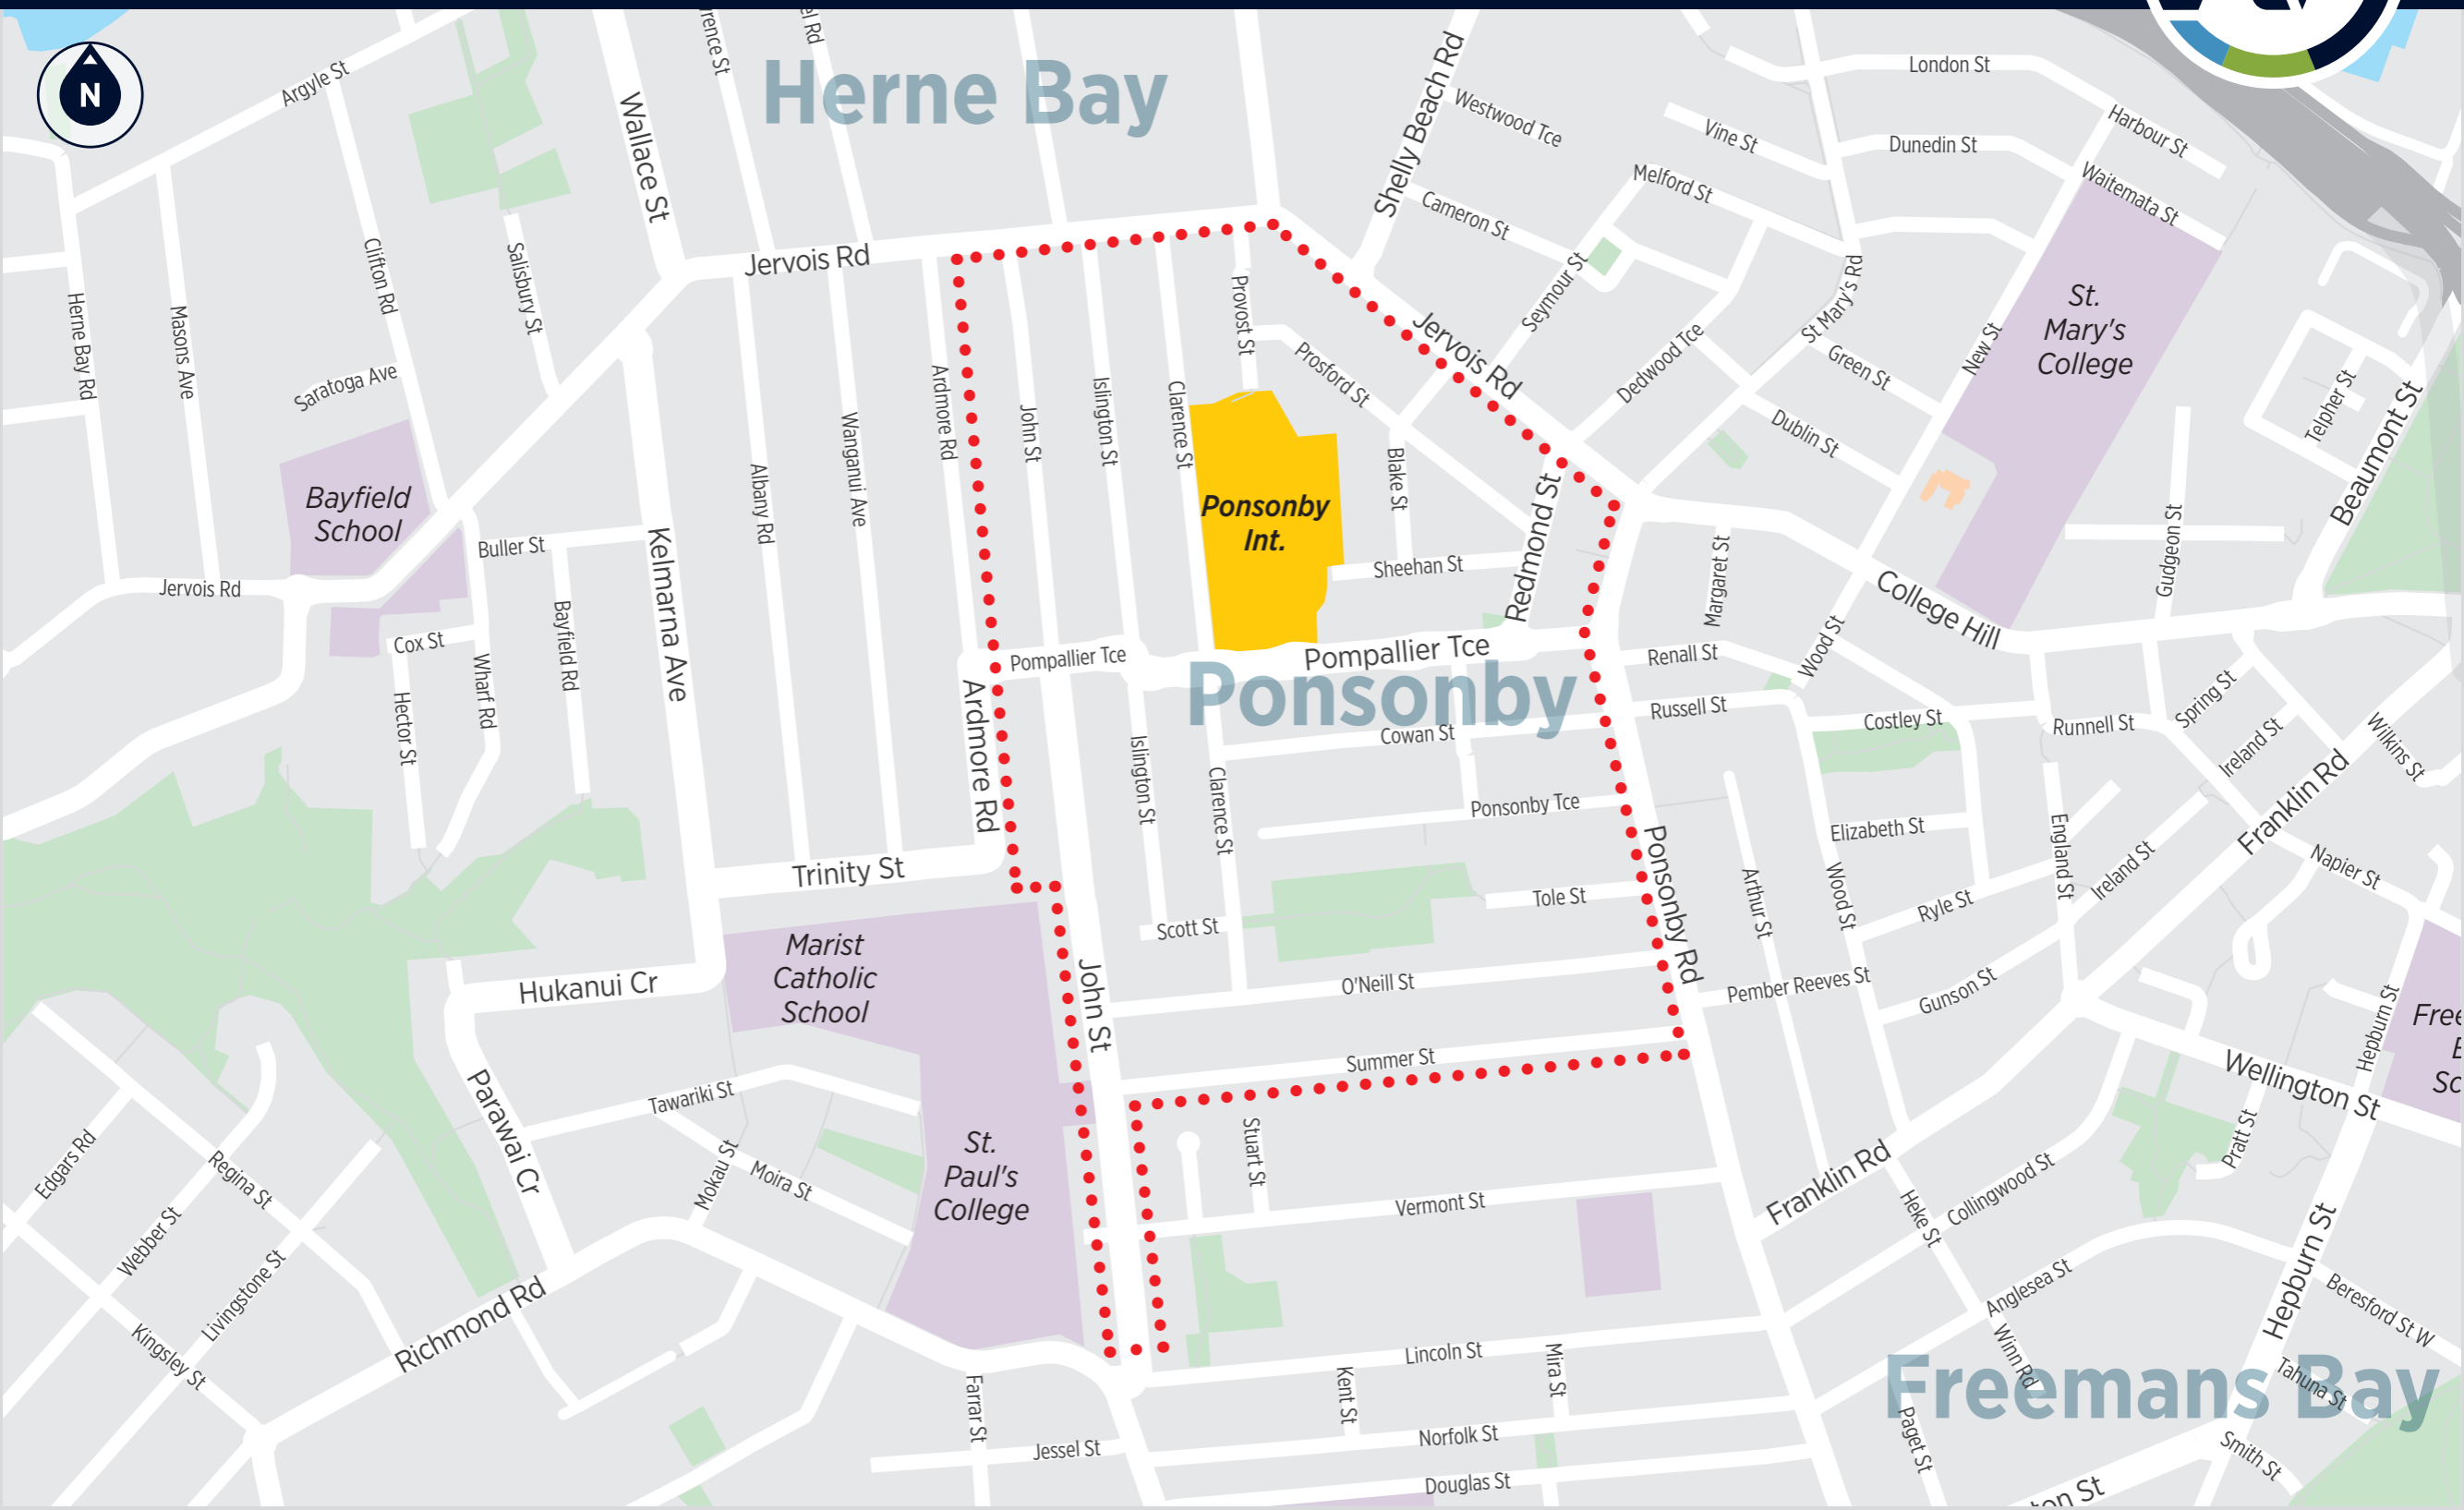 Herne Bay
Argyle St
Wallace St
Shelly Beach Rd
Westwood Tce
London St
Vine St
Dunedin St
Harbour St
Melford St
Waitemata St
Cameron St
Clifton Rd
Salisbury St
Jervois Rd
Seymour St
St Mary's Rd
St.
Mary's
College
Herne Bay Rd
Masons Ave
Provost St
Jervois Rd
Prosford St
Dedwood Tce
Green St
New St
Telpher St
Beaumont St
Saratoga Ave
Ardmore Rd
John St
Islington St
Clarence St
Dublin St
Albany Rd
Wanganui Ave
Blake St
Bayfield
School
Ponsonby
Int.
Redmond St
Gudgeon St
Buller St
Kelmarna Ave
Sheehan St
Margaret St
College Hill
Jervois Rd
Bayfield Rd
Cox St
Wharf Rd
Hector St
Pompallier Tce
Pompallier Tce
Renall St
Wood St
Ponsonby
Russell St
Costley St
Runnell St
Spring St
Ireland St
Wilkins St
Ardmore Rd
Islington St
Clarence St
Cowan St
Ponsonby Tce
Ponsonby Rd
Elizabeth St
England St
Franklin Rd
Napier St
Trinity St
Tole St
Arthur St
Wood St
Ryle St
Ireland St
Scott St
Marist
Catholic
School
Hukanui Cr
John St
O'Neill St
Pember Reeves St
Gunson St
Hepburn St
Wellington St
Summer St
Parawai Cr
Tawariki St
Mokau St
Moira St
Stuart St
St.
Paul's
College
Vermont St
Franklin Rd
Heke St
Collingwood St
Pratt St
Edgars Rd
Regina St
Webber St
Livingstone St
Kingsley St
Richmond Rd
Anglesea St
Hepburn St
Beresford St W
Winn Rd
Tahuna St
Lincoln St
Mira St
Kent St
Farrar St
Freemans Bay
Paget St
Jessel St
Norfolk St
Douglas St
Smith St
N